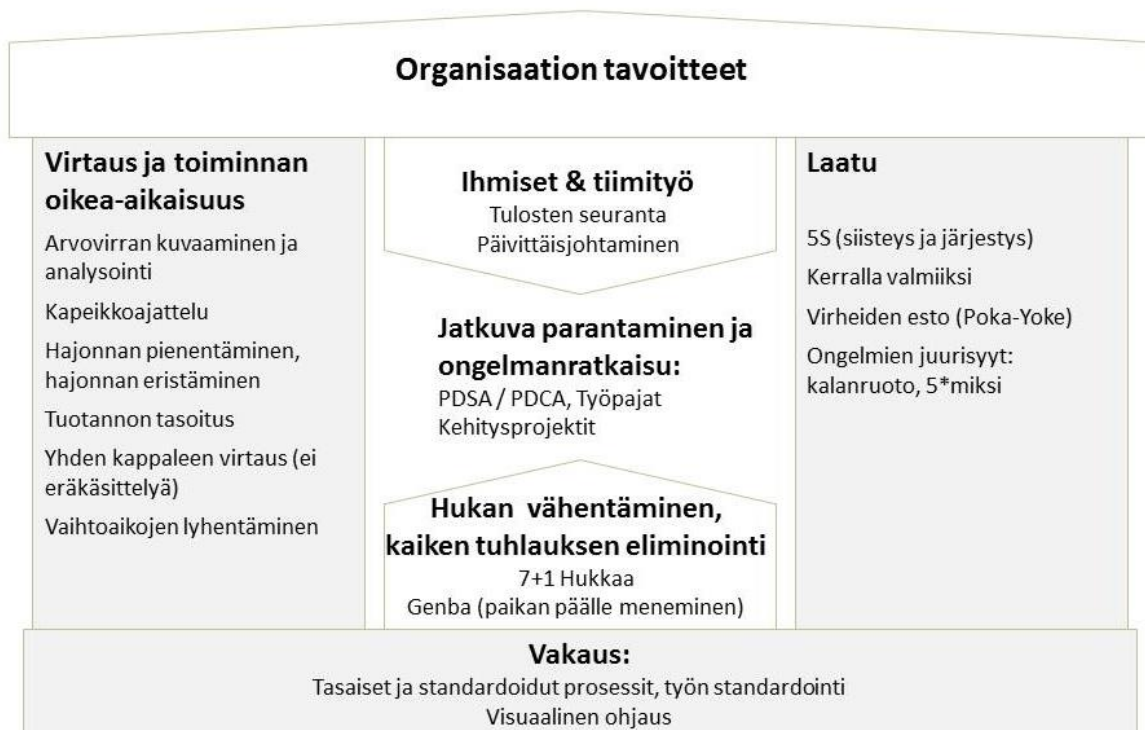 Organisaation tavoitteet
Virtaus ja toiminnan
oikea-aikaisuus
Arvovirran kuvaaminen ja
analysointi
Kapeikkoajattelu
Hajonnan pienentäminen,
hajonnan eristäminen
Tuotannon tasoitus
Yhden kappaleen virtaus (ei
eräkäsittelyä)
Vaihtoaikojen lyhentäminen
Ihmiset & tiimityö
Tulosten seuranta
Päivittäisjohtaminen
Jatkuva parantaminen ja
ongelmanratkaisu:
PDSA / PDCA, Työpajat
Kehitysprojektit
Hukan vähentäminen,
kaiken tuhlauksen eliminointi
7+1 Hukkaa
Genba (paikan päälle meneminen)
Laatu
5S (siisteys ja järjestys)
Kerralla valmiiksi
Virheiden esto (Poka-Yoke)
Ongelmien juurisyyt:
kalanruoto, 5*miksi
Vakaus:
Tasaiset ja standardoidut prosessit, työn standardointi
Visuaalinen ohjaus